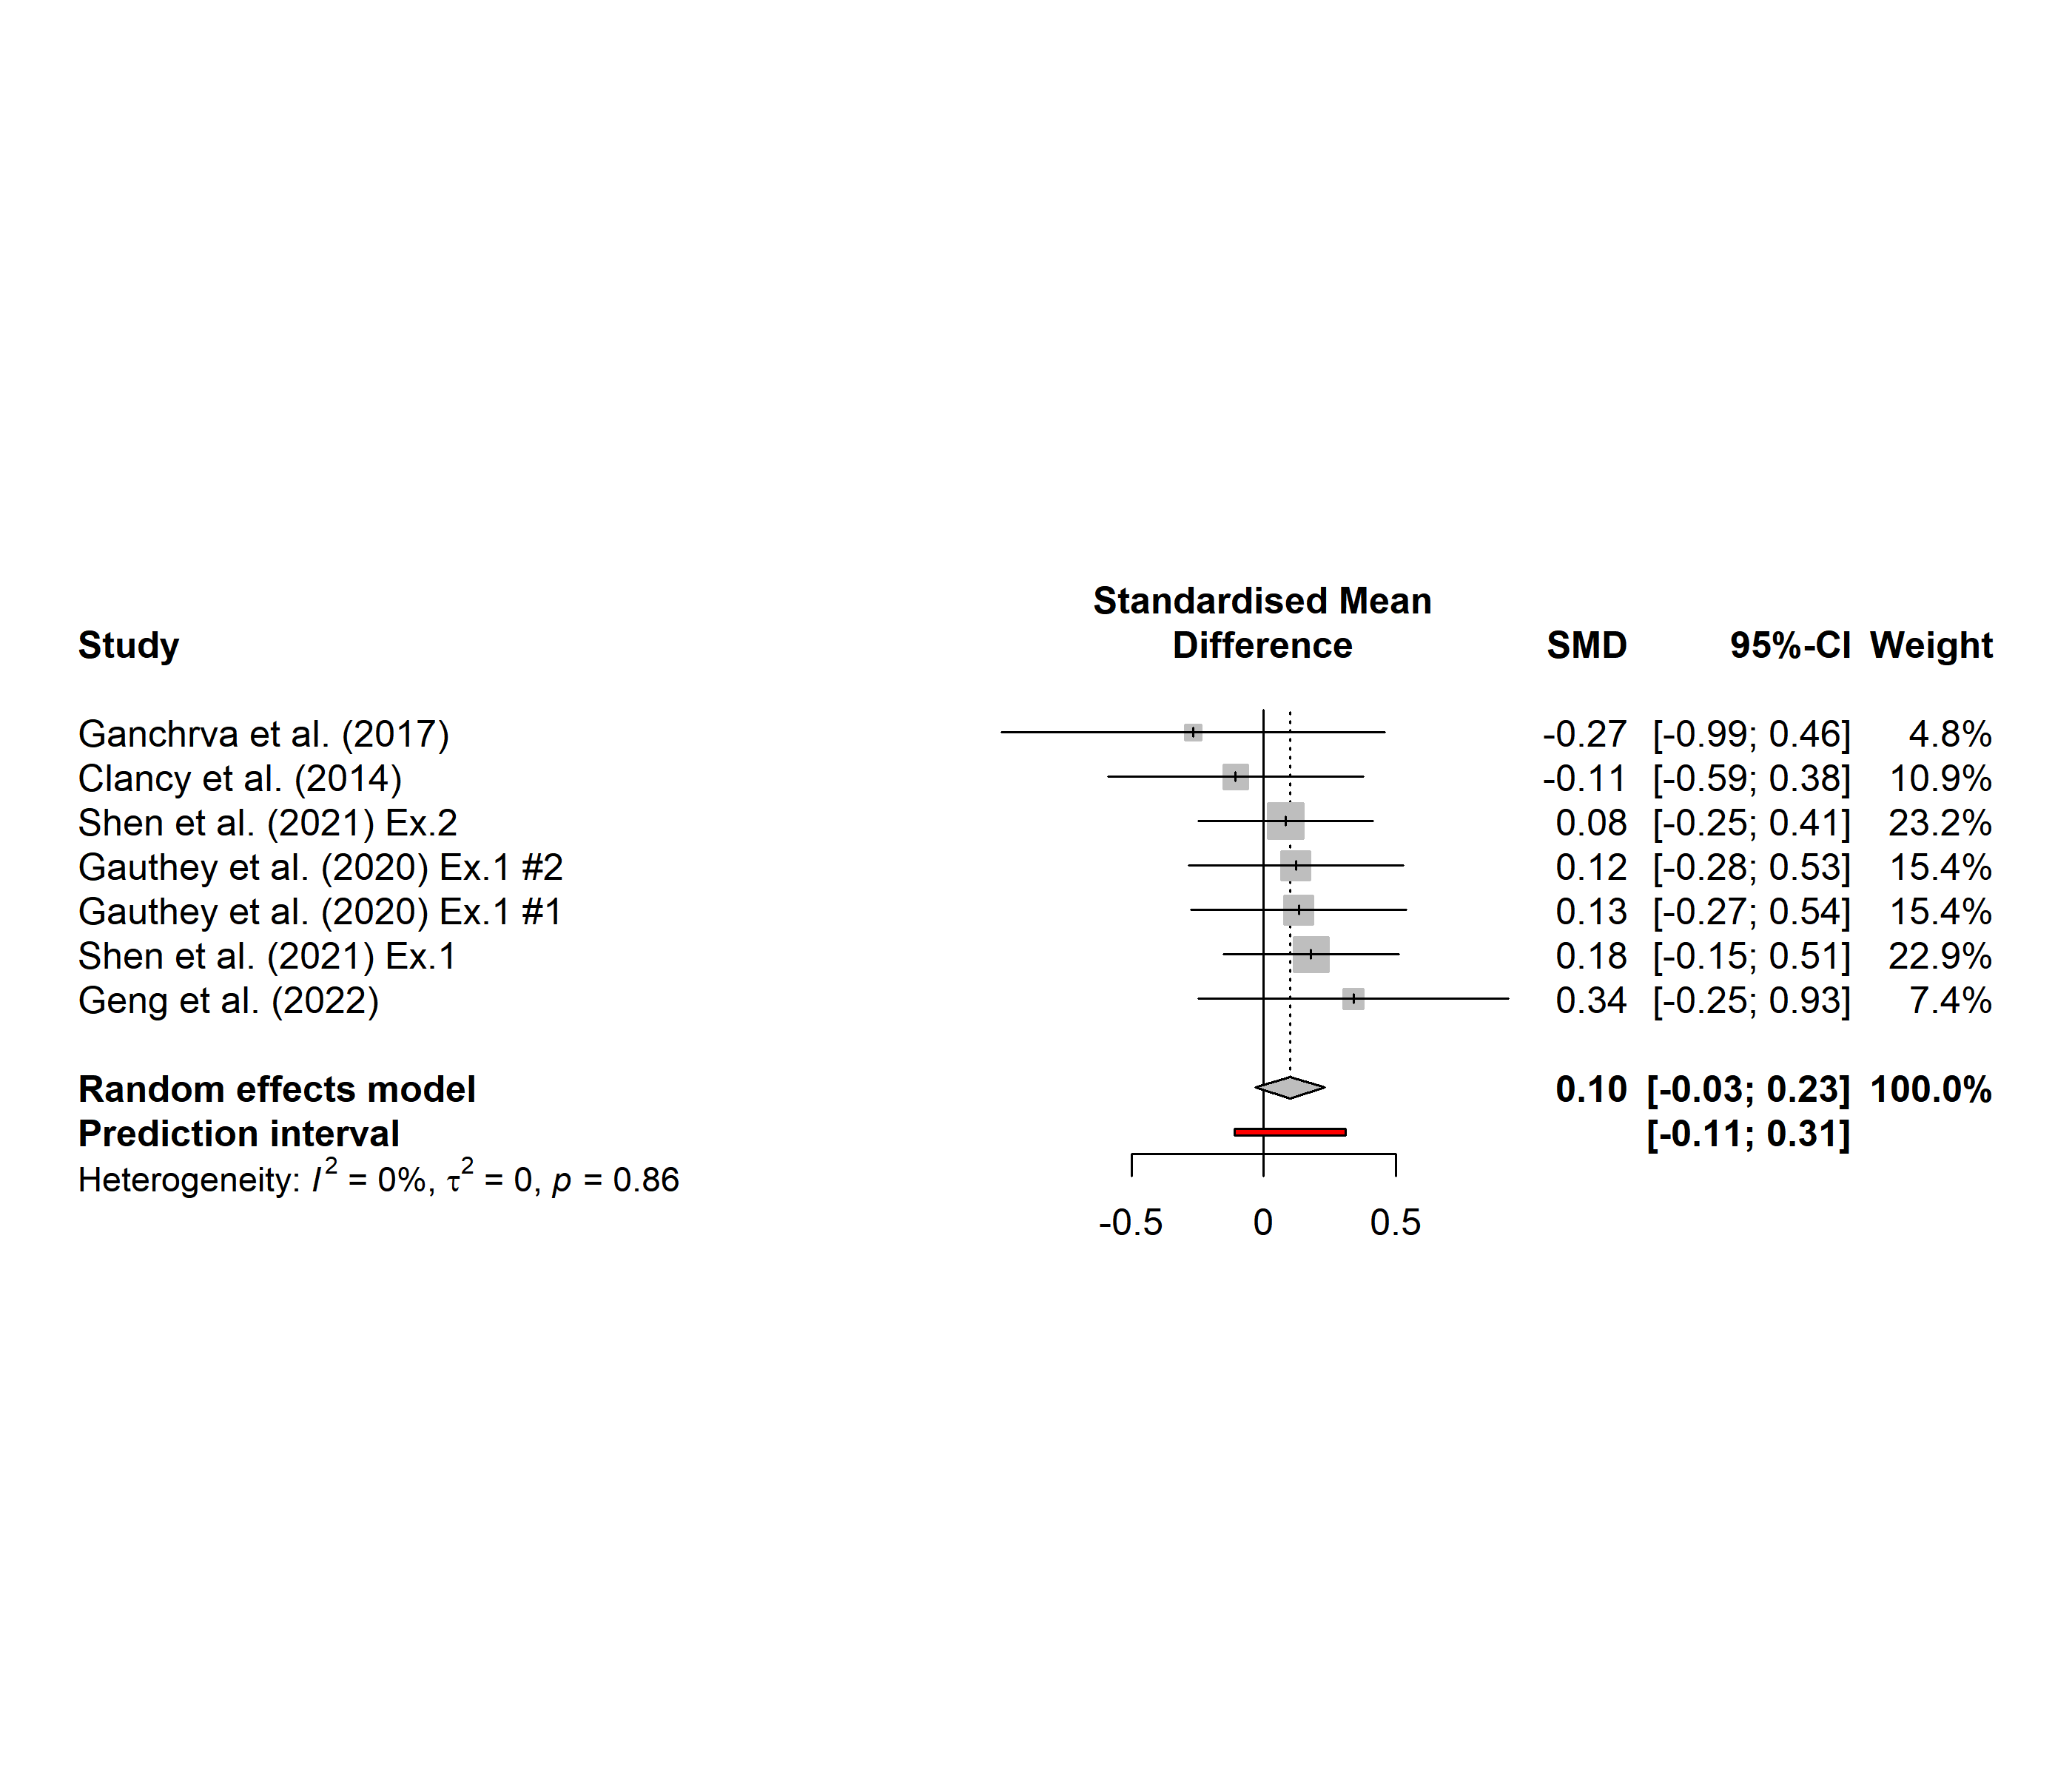 Standardised Mean
Study Difference SMD 95%-CI Weight
Ganchrva et al. (2017) -0.27 [-0.99; 0.46] 4.8%
Clancy et al. (2014) -0.11 [-0.59; 0.38] 10.9%
Shen et al. (2021) Ex.2 0.08 [-0.25; 0.41] 23.2%
Gauthey et al. (2020) Ex.1 #2 0.12 [-0.28; 0.53] 15.4%
Gauthey et al. (2020) Ex.1 #1 0.13 [-0.27; 0.54] 15.4%
Shen et al. (2021) Ex.1 0.18 [-0.15; 0.51] 22.9%
Geng et al. (2022) 0.34 [-0.25; 0.93] 7.4%
Random effects model 0.10 [-0.03; 0.23] 100.0%
Prediction interval [-0.11; 0.31]
Heterogeneity: I² = 0%, τ² = 0, p = 0.86
-0.5 0 0.5